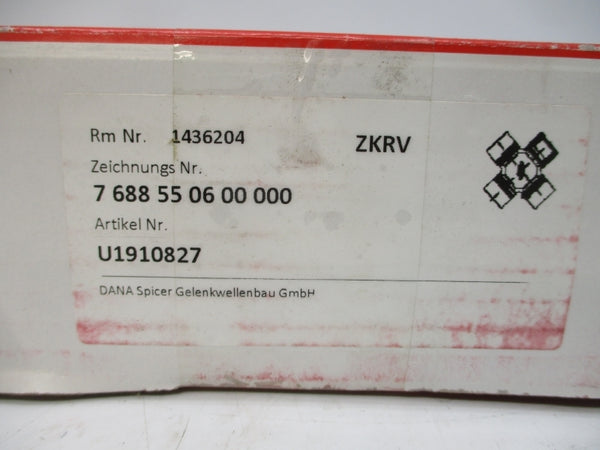 Rm Nr. 1436204 ZKRV
Zeichnungs Nr.
7 688 55 06 00 000
Artikel Nr.
U1910827
DANA Spicer Gelenkwellenbau GmbH